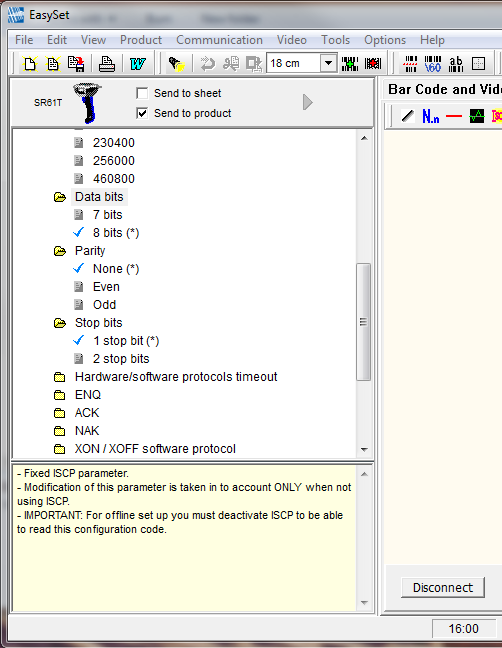 EasySet
File Edit View Product Communication Video Tools Options Help
W 18 cm \60 ab
SR61T
Send to sheet
Send to product
Bar Code and Vide
N.n
230400
256000
460800
Data bits
7 bits
8 bits (*)
Parity
None (*)
Even
Odd
Stop bits
1 stop bit (*)
2 stop bits
Hardware/software protocols timeout
ENQ
ACK
NAK
XON / XOFF software protocol
- Fixed ISCP parameter.
- Modification of this parameter is taken in to account ONLY when not
using ISCP.
- IMPORTANT: For offline set up you must deactivate ISCP to be able
to read this configuration code.
Disconnect
16:00